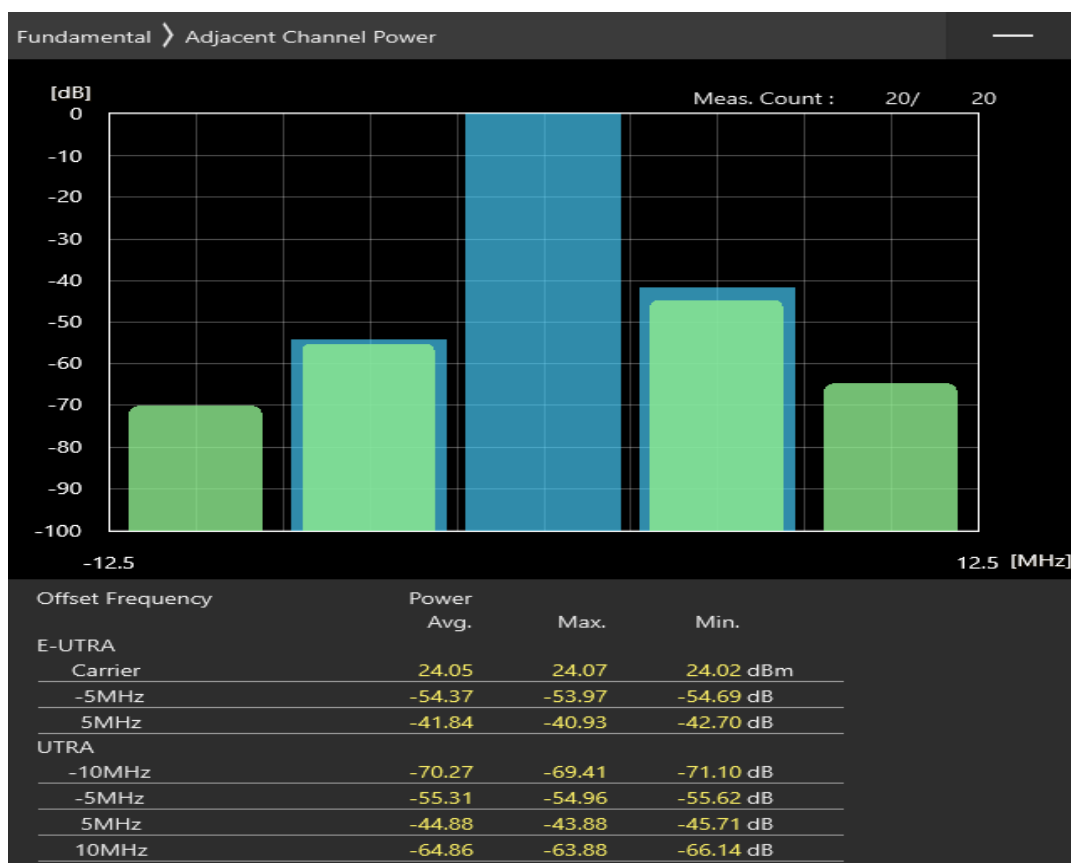 Fundamental ❯ Adjacent Channel Power
[dB]
Meas. Count : 20/ 20
0
-10
-20
-30
-40
-50
-60
-70
-80
-90
-100
-12.5 12.5 [MHz]
Offset Frequency Power
Avg. Max. Min.
E-UTRA
Carrier 24.05 24.07 24.02 dBm
-5MHz -54.37 -53.97 -54.69 dB
5MHz -41.84 -40.93 -42.70 dB
UTRA
-10MHz -70.27 -69.41 -71.10 dB
-5MHz -55.31 -54.96 -55.62 dB
5MHz -44.88 -43.88 -45.71 dB
10MHz -64.86 -63.88 -66.14 dB